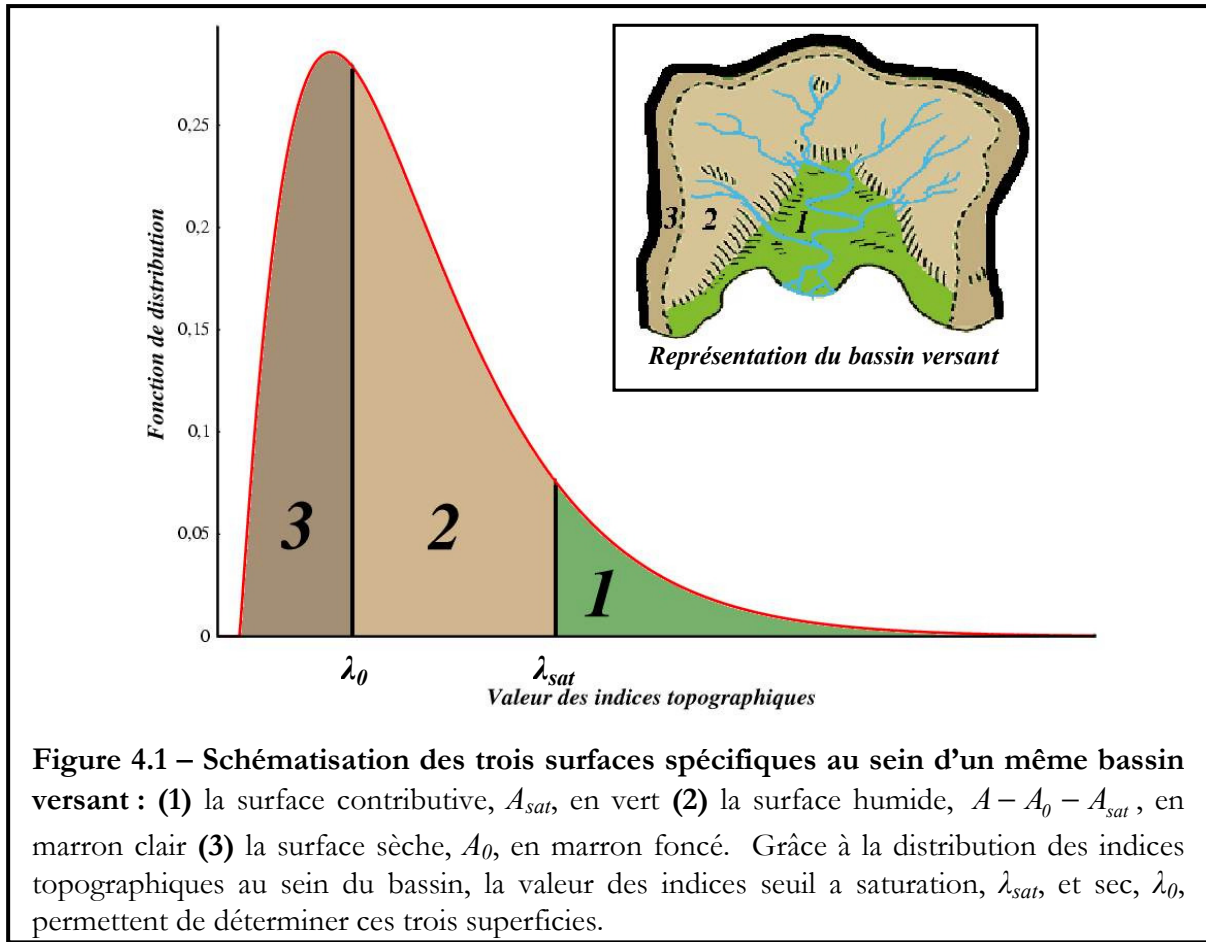 Fonction de distribution
0,25
0,2
0,15
0,1
0,05
0
3
2
1
λ0
λsat
Valeur des indices topographiques
3
2
1
Représentation du bassin versant
Figure 4.1 – Schématisation des trois surfaces spécifiques au sein d’un même bassin
versant : (1) la surface contributive, Asat, en vert (2) la surface humide, A − A0 − Asat , en
marron clair (3) la surface sèche, A0, en marron foncé. Grâce à la distribution des indices
topographiques au sein du bassin, la valeur des indices seuil a saturation, λsat, et sec, λ0,
permettent de déterminer ces trois superficies.